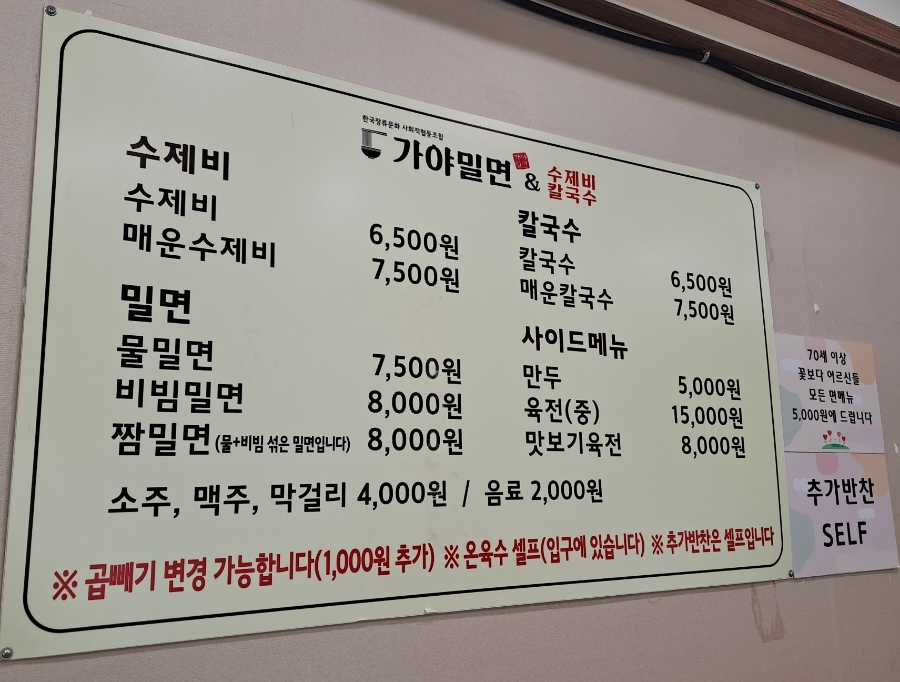 한국장류문화 사회적협동조합
가야밀면 & 수제비 칼국수
수제비
수제비 6,500원
매운수제비 7,500원
밀면
물밀면 7,500원
비빔밀면 8,000원
짬밀면(물+비빔 섞은 밀면입니다) 8,000원
칼국수
칼국수 6,500원
매운칼국수 7,500원
사이드메뉴
만두 5,000원
육전(중) 15,000원
맛보기육전 8,000원
소주, 맥주, 막걸리 4,000원 / 음료 2,000원
※ 곱빼기 변경 가능합니다(1,000원 추가) ※ 온육수 셀프(입구에 있습니다) ※ 추가반찬은 셀프입니다
70세 이상
꽃보다 어르신들
모든 면메뉴
5,000원에 드립니다
추가반찬
SELF